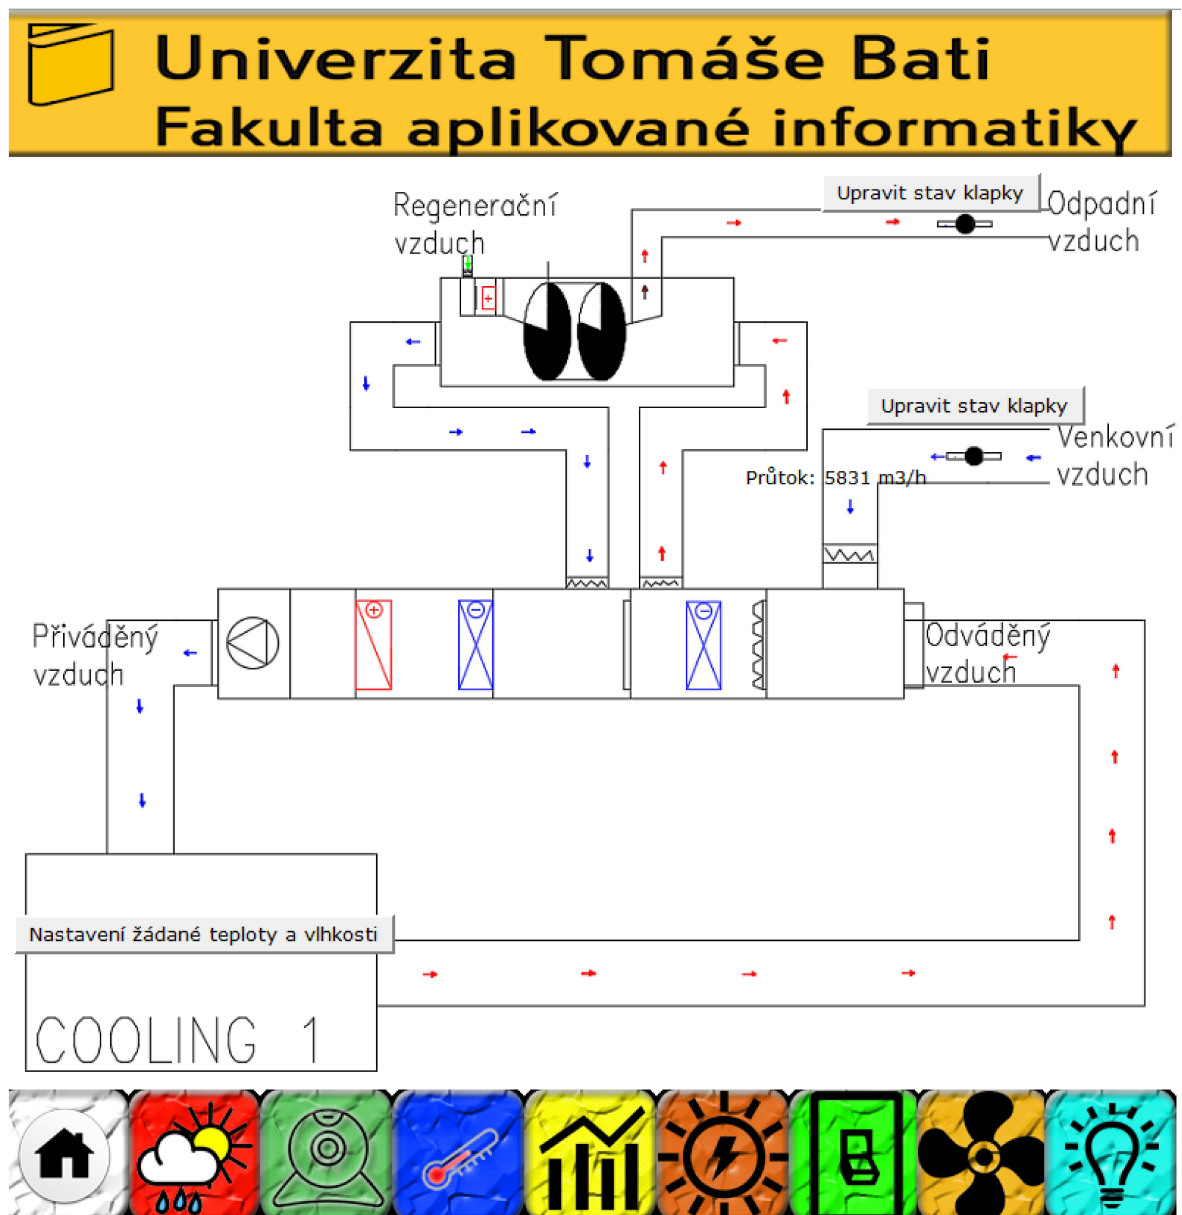 Univerzita Tomáše Bati
Fakulta aplikované informatiky
Upravit stav klapky
Regenerační
vzduch
Odpadní
vzduch
Upravit stav klapky
Venkovní
vzduch
Průtok: 5831 m3/h
Přiváděný
vzduch
Odváděný
vzduch
Nastavení žádané teploty a vlhkosti
COOLING 1